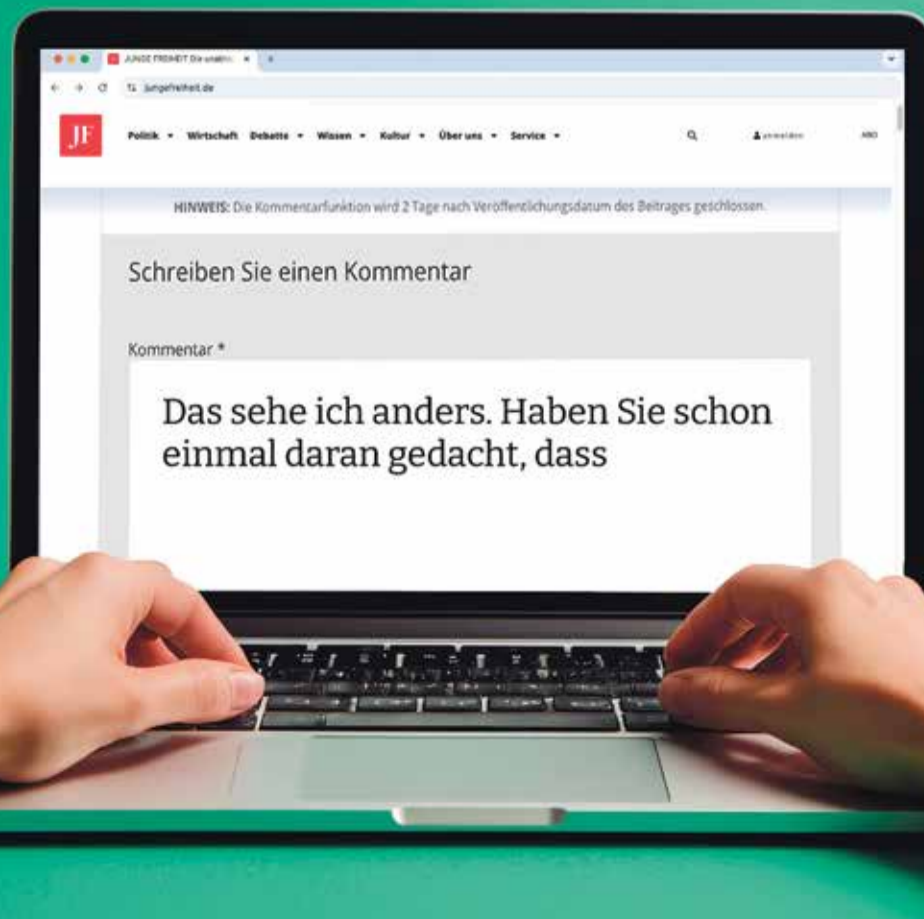 JUNGE FREIHEIT Die unabhä
jungefreiheit.de
JF
Politik Wirtschaft Debatte Wissen Kultur Über uns Service anmelden ABO
HINWEIS: Die Kommentarfunktion wird 2 Tage nach Veröffentlichungsdatum des Beitrages geschlossen.
Schreiben Sie einen Kommentar
Kommentar *
Das sehe ich anders. Haben Sie schon
einmal daran gedacht, dass